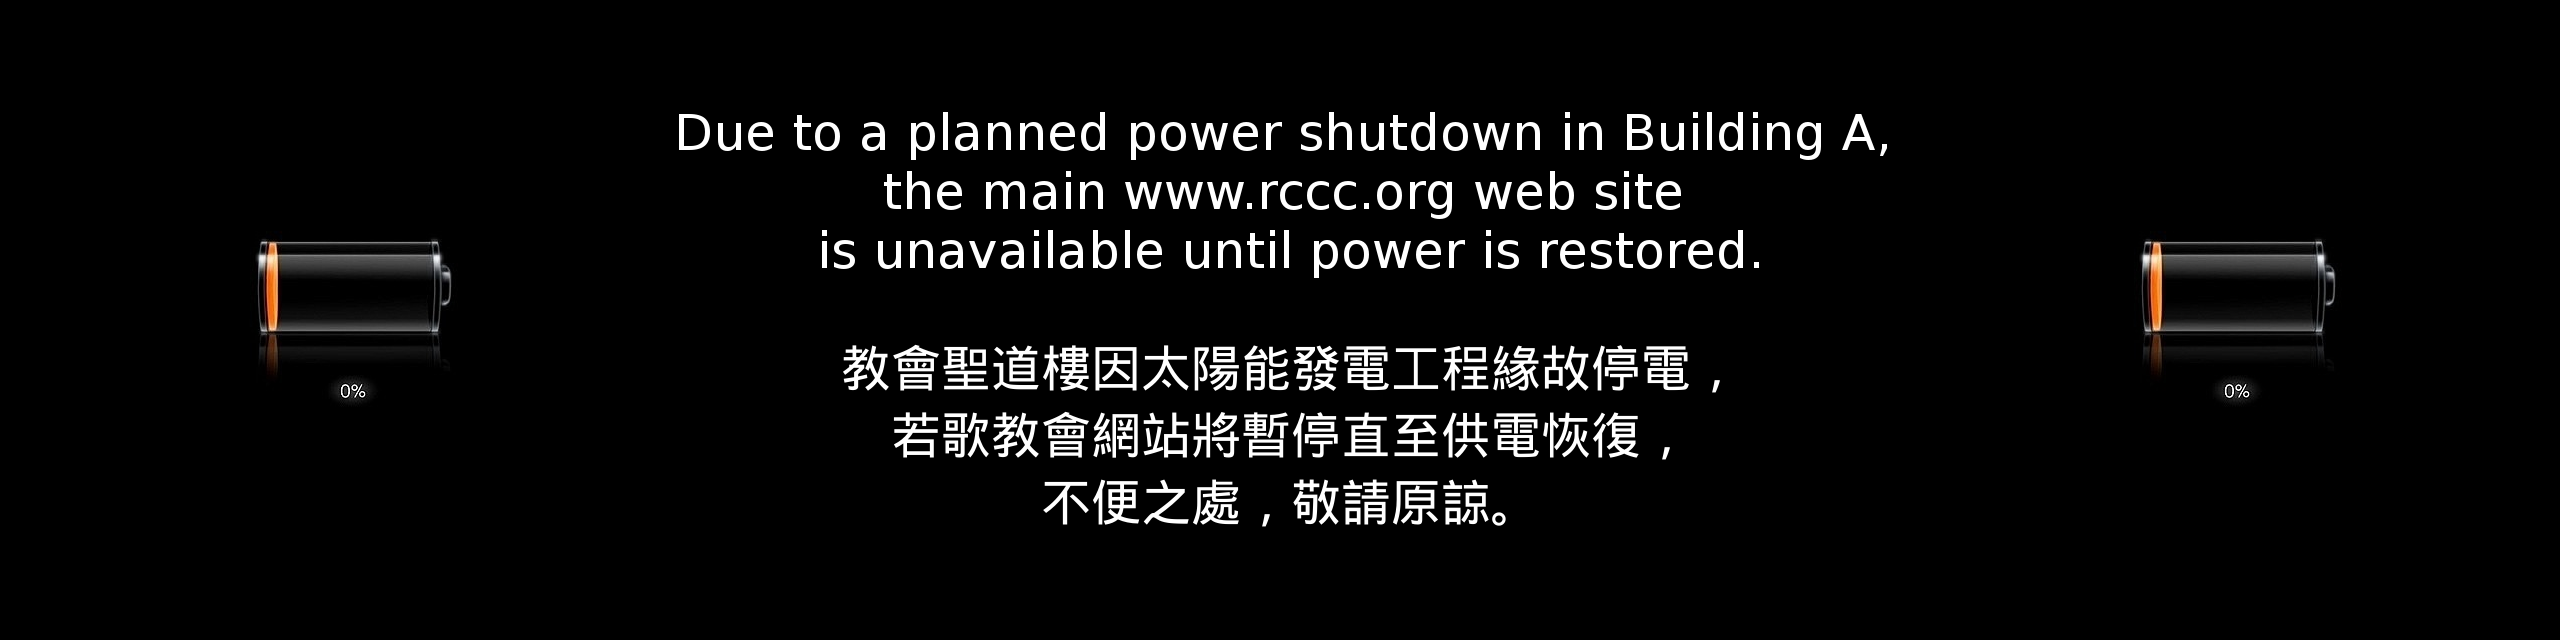 Due to a planned power shutdown in Building A,
the main www.rccc.org web site
is unavailable until power is restored.
教會聖道樓因太陽能發電工程緣故停電，
若歌教會網站將暫停直至供電恢復，
不便之處，敬請原諒。
0%
0%